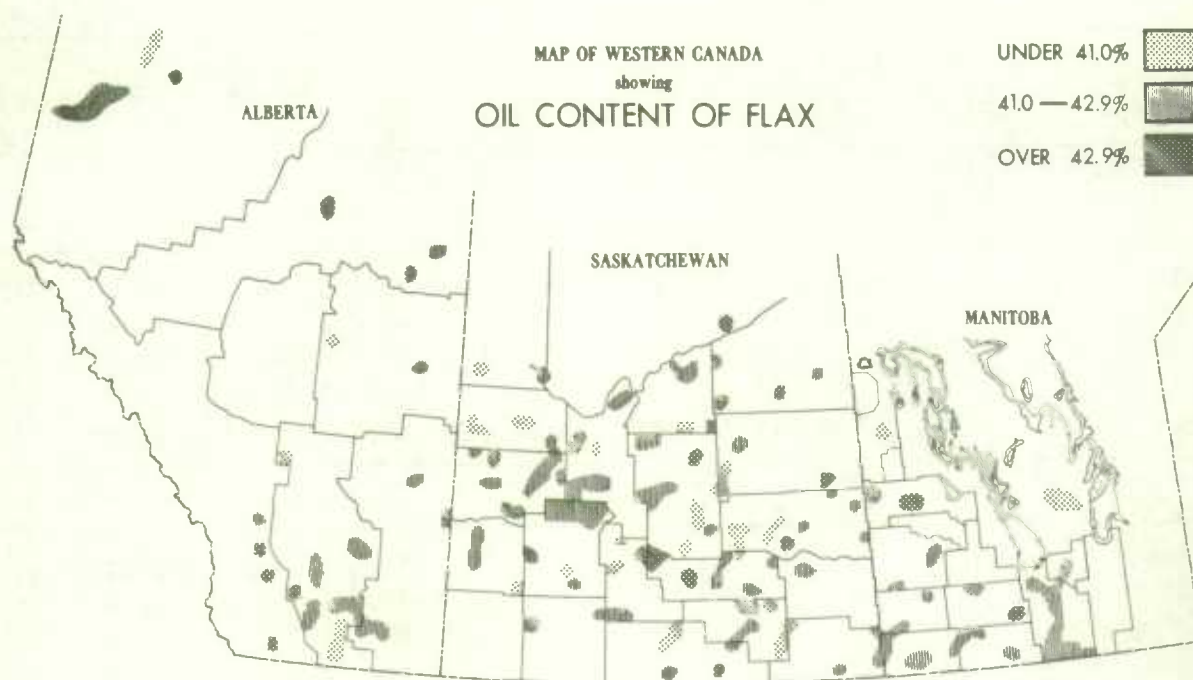 MAP OF WESTERN CANADA
showing
OIL CONTENT OF FLAX
UNDER 41.0%
41.0 — 42.9%
OVER 42.9%
ALBERTA
SASKATCHEWAN
MANITOBA